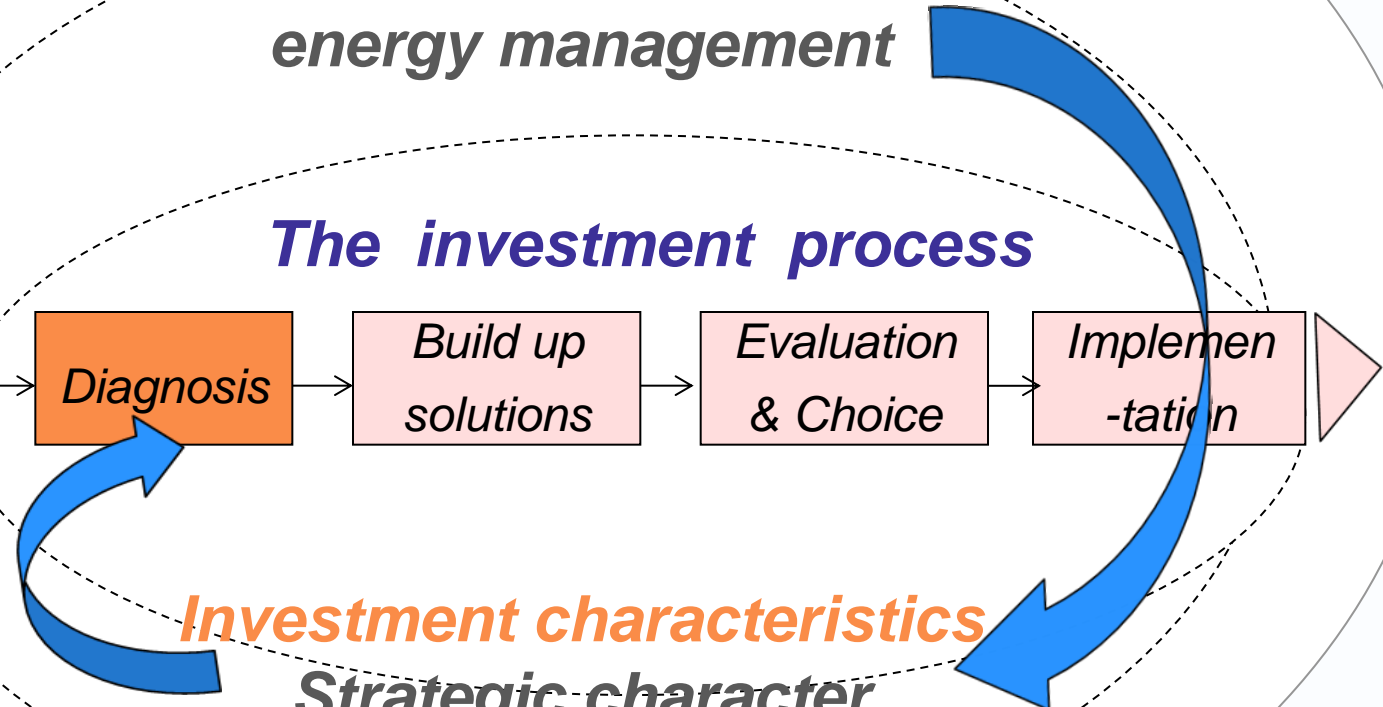 energy management
The investment process
Diagnosis
Build up
solutions
Evaluation
& Choice
Implemen
-tation
Investment characteristics
Strategic character